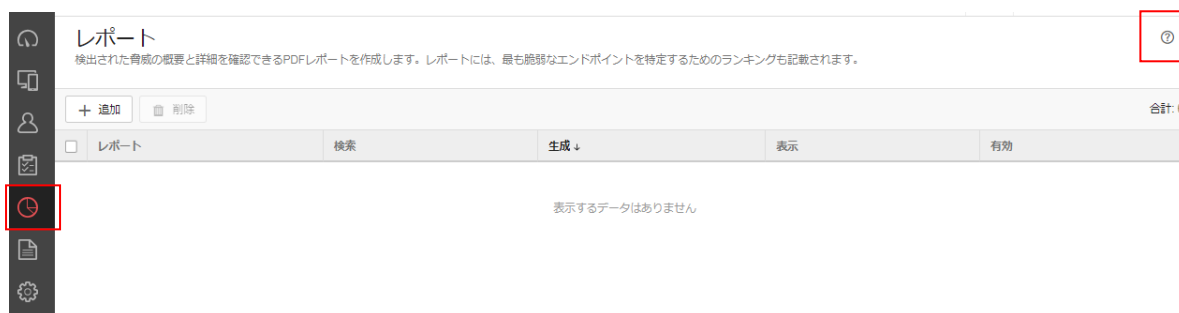 レポート
検出された脅威の概要と詳細を確認できるPDFレポートを作成します。レポートには、最も脆弱なエンドポイントを特定するためのランキングも記載されます。
+ 追加 削除 合計:
レポート 検索 生成↓ 表示 有効
表示するデータはありません